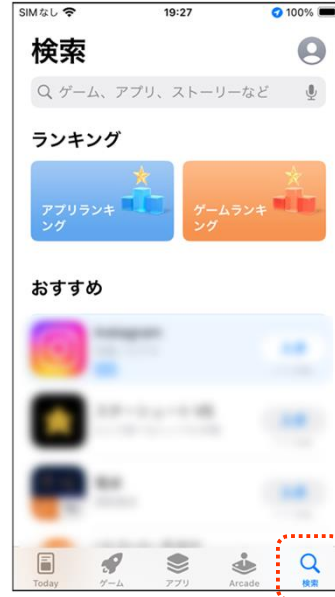 SIMなし 19:27 100%
検索
ゲーム、アプリ、ストーリーなど
ランキング
アプリランキ
ング
ゲームランキ
ング
おすすめ
Today ゲーム アプリ Arcade 検索